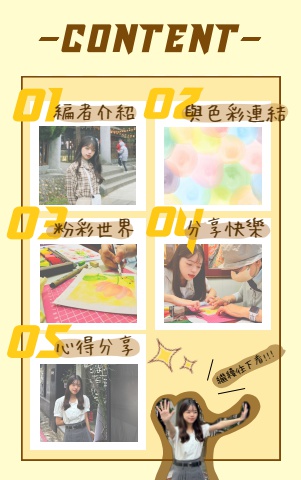 -CONTENT-
01 編者介紹
02 與色彩連結
03 粉彩世界
04 分享快樂
05 心得分享
繼續往下看!!!